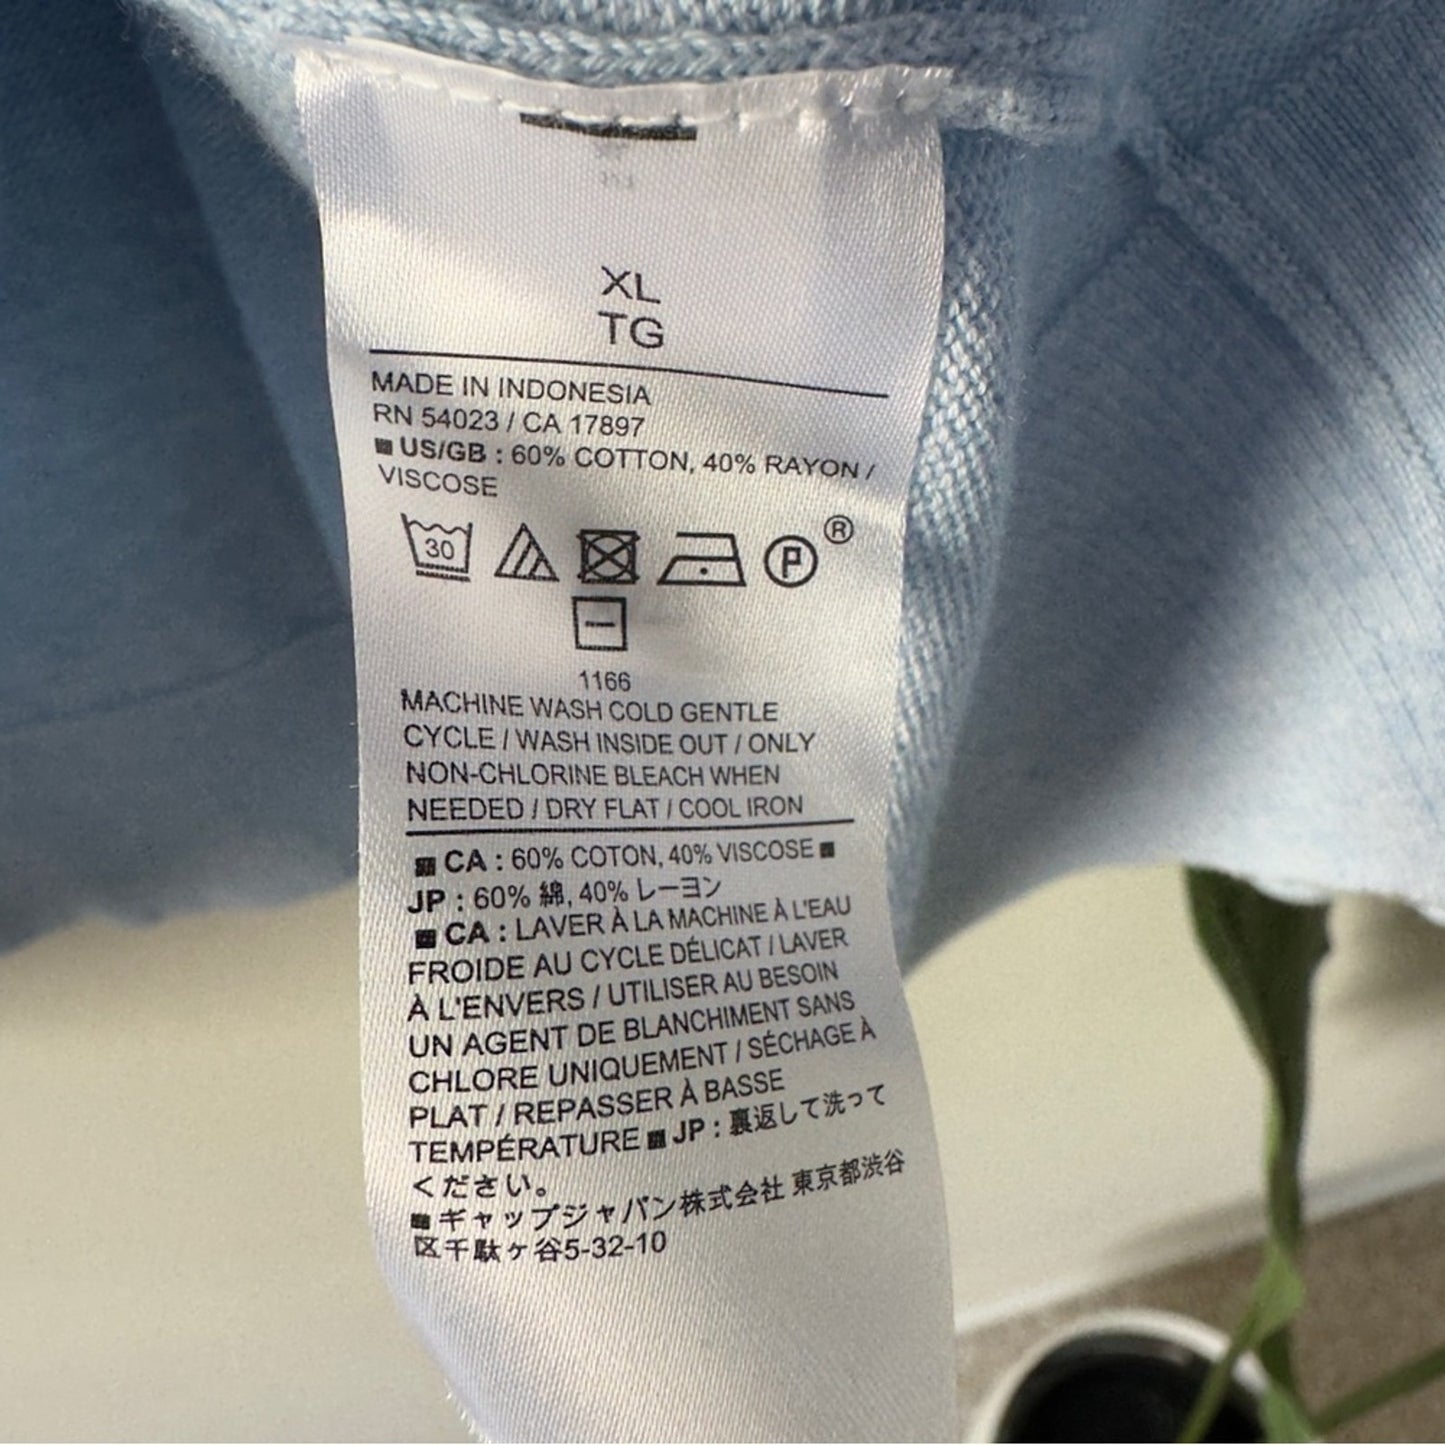 XL
TG
MADE IN INDONESIA
RN 54023 / CA 17897
■ US/GB : 60% COTTON, 40% RAYON /
VISCOSE
30 P ®
1166
MACHINE WASH COLD GENTLE
CYCLE / WASH INSIDE OUT / ONLY
NON-CHLORINE BLEACH WHEN
NEEDED / DRY FLAT / COOL IRON
■ CA : 60% COTON, 40% VISCOSE ■
JP : 60% 綿, 40% レーヨン
■ CA : LAVER À LA MACHINE À L'EAU
FROIDE AU CYCLE DÉLICAT / LAVER
À L'ENVERS / UTILISER AU BESOIN
UN AGENT DE BLANCHIMENT SANS
CHLORE UNIQUEMENT / SÉCHAGE À
PLAT / REPASSER À BASSE
TEMPÉRATURE ■ JP : 裏返して洗って
ください。
■ ギャップジャパン株式会社 東京都渋谷
区千駄ヶ谷5-32-10